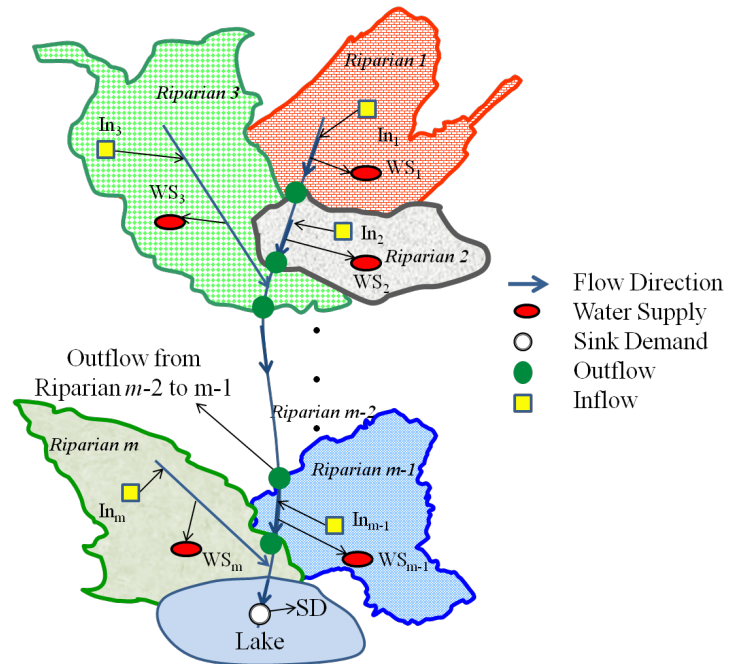 Riparian 1
Riparian 3
In₃
In₁
WS₁
WS₃
In₂
Riparian 2
WS₂
Flow Direction
Water Supply
Sink Demand
Outflow
Inflow
Outflow from
Riparian m-2 to m-1
Riparian m-2
Riparian m
Riparian m-1
Inₘ
Inₘ₋₁
WSₘ
WSₘ₋₁
SD
Lake